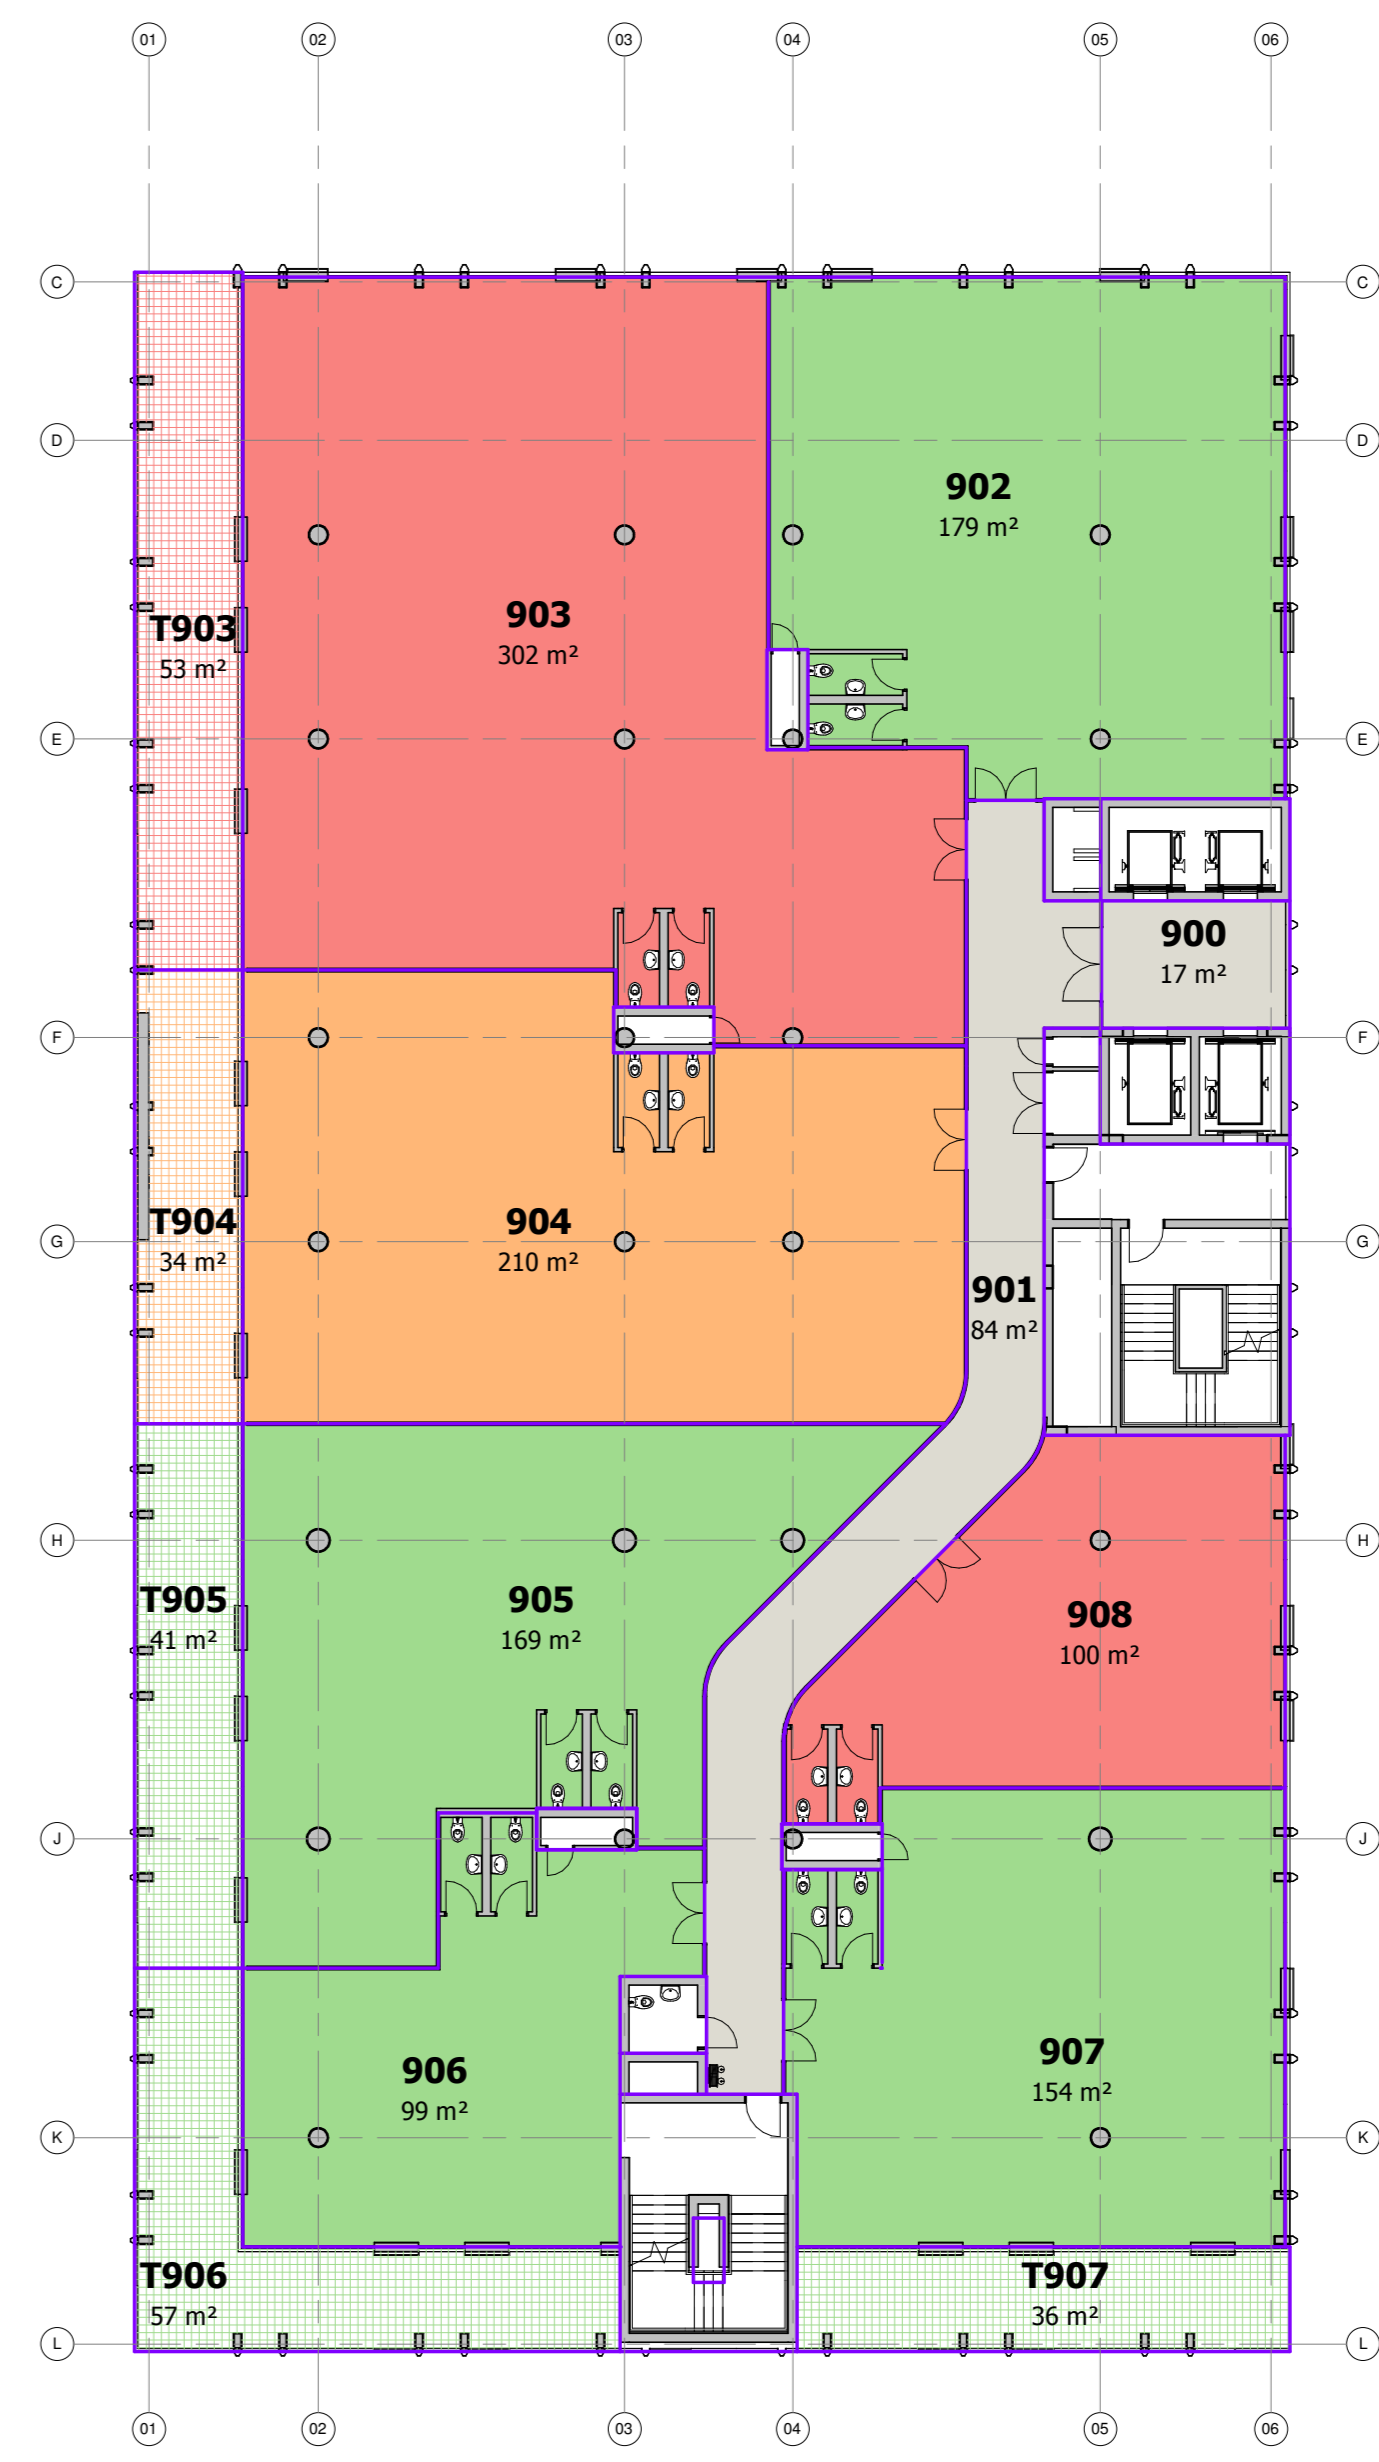 01 02 03 04 05 06
C C
D D
902
179 m²
903
302 m²
T903
53 m²
E E
900
17 m²
F F
T904
34 m²
904
210 m²
G G
901
84 m²
H H
T905
41 m²
905
169 m²
908
100 m²
J J
906
99 m²
907
154 m²
K K
T906
57 m²
T907
36 m²
L L
01 02 03 04 05 06